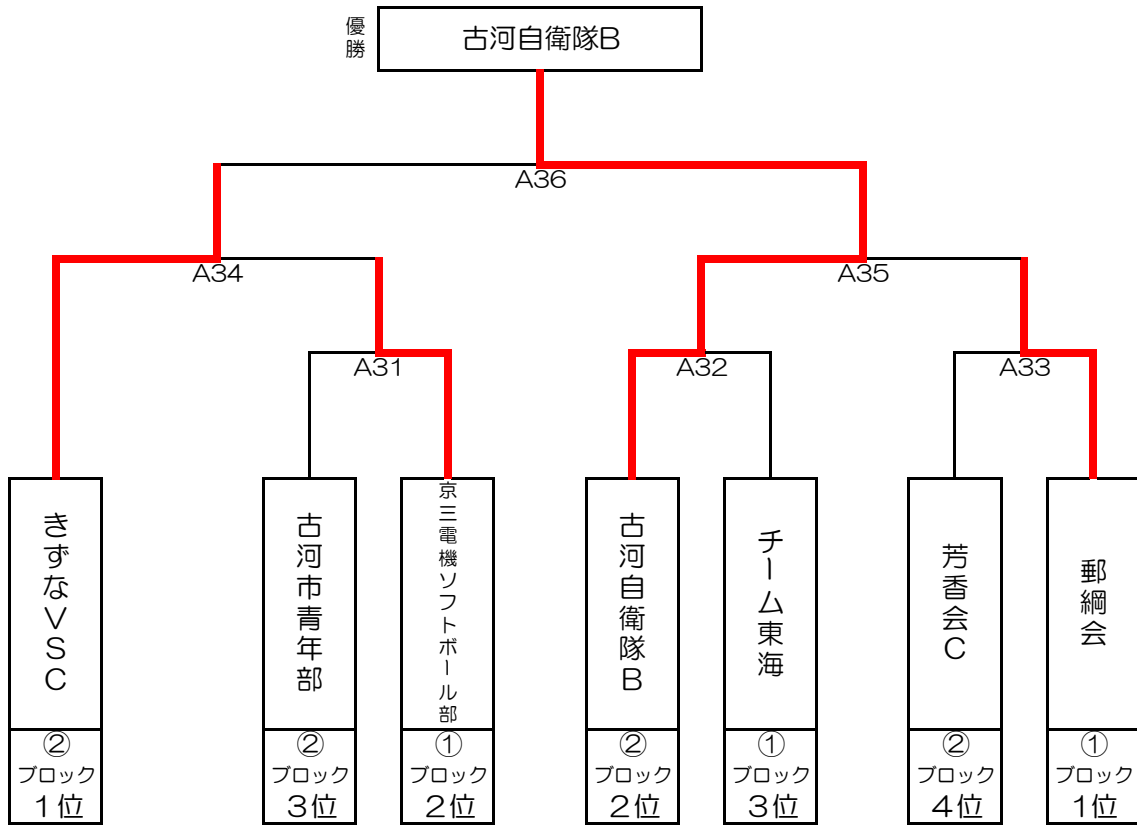 優勝
古河自衛隊B
A36
A34
A35
A31
A32
A33
きずなVSC
古河市青年部
京三電機ソフトボール部
古河自衛隊B
チーム東海
芳香会C
郵綱会
②
ブロック
1位
②
ブロック
3位
①
ブロック
2位
②
ブロック
2位
①
ブロック
3位
②
ブロック
4位
①
ブロック
1位